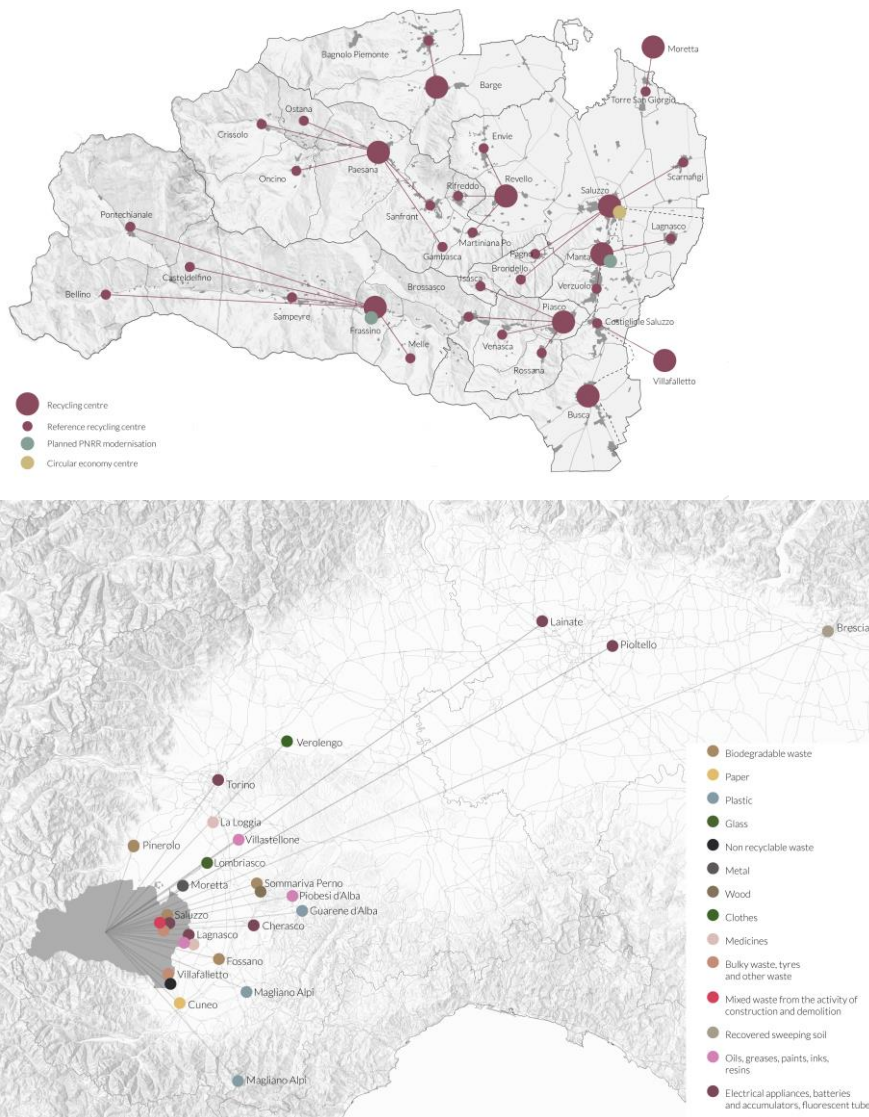 Moretta
Bagnolo Piemonte
Barge
Torre San Giorgio
Ostana
Crissolo
Envie
Paesana
Scarnafigi
Oncino
Revello
Rifreddo
Saluzzo
Sanfront
Pontechianale
Lagnasco
Martiniana Po
Gambasca
Pagno
Manta
Brondello
Casteldelfino
Isasca
Brossasco
Verzuolo
Bellino
Piasco
Sampeyre
Costigliole Saluzzo
Frassino
Venasca
Melle
Rossana
Villafalletto
Busca
Recycling centre
Reference recycling centre
Planned PNRR modernisation
Circular economy centre
Lainate
Brescia
Pioltello
Verolengo
Torino
La Loggia
Villastellone
Pinerolo
Lombriasco
Moretta
Sommariva Perno
Piobesi d'Alba
Guarene d'Alba
Saluzzo
Cherasco
Lagnasco
Fossano
Villafalletto
Magliano Alpi
Cuneo
Magliano Alpi
Biodegradable waste
Paper
Plastic
Glass
Non recyclable waste
Metal
Wood
Clothes
Medicines
Bulky waste, tyres
and other waste
Mixed waste from the activity of
construction and demolition
Recovered sweeping soil
Oils, greases, paints, inks,
resins
Electrical appliances, batteries
and accumulators, fluorescent tube